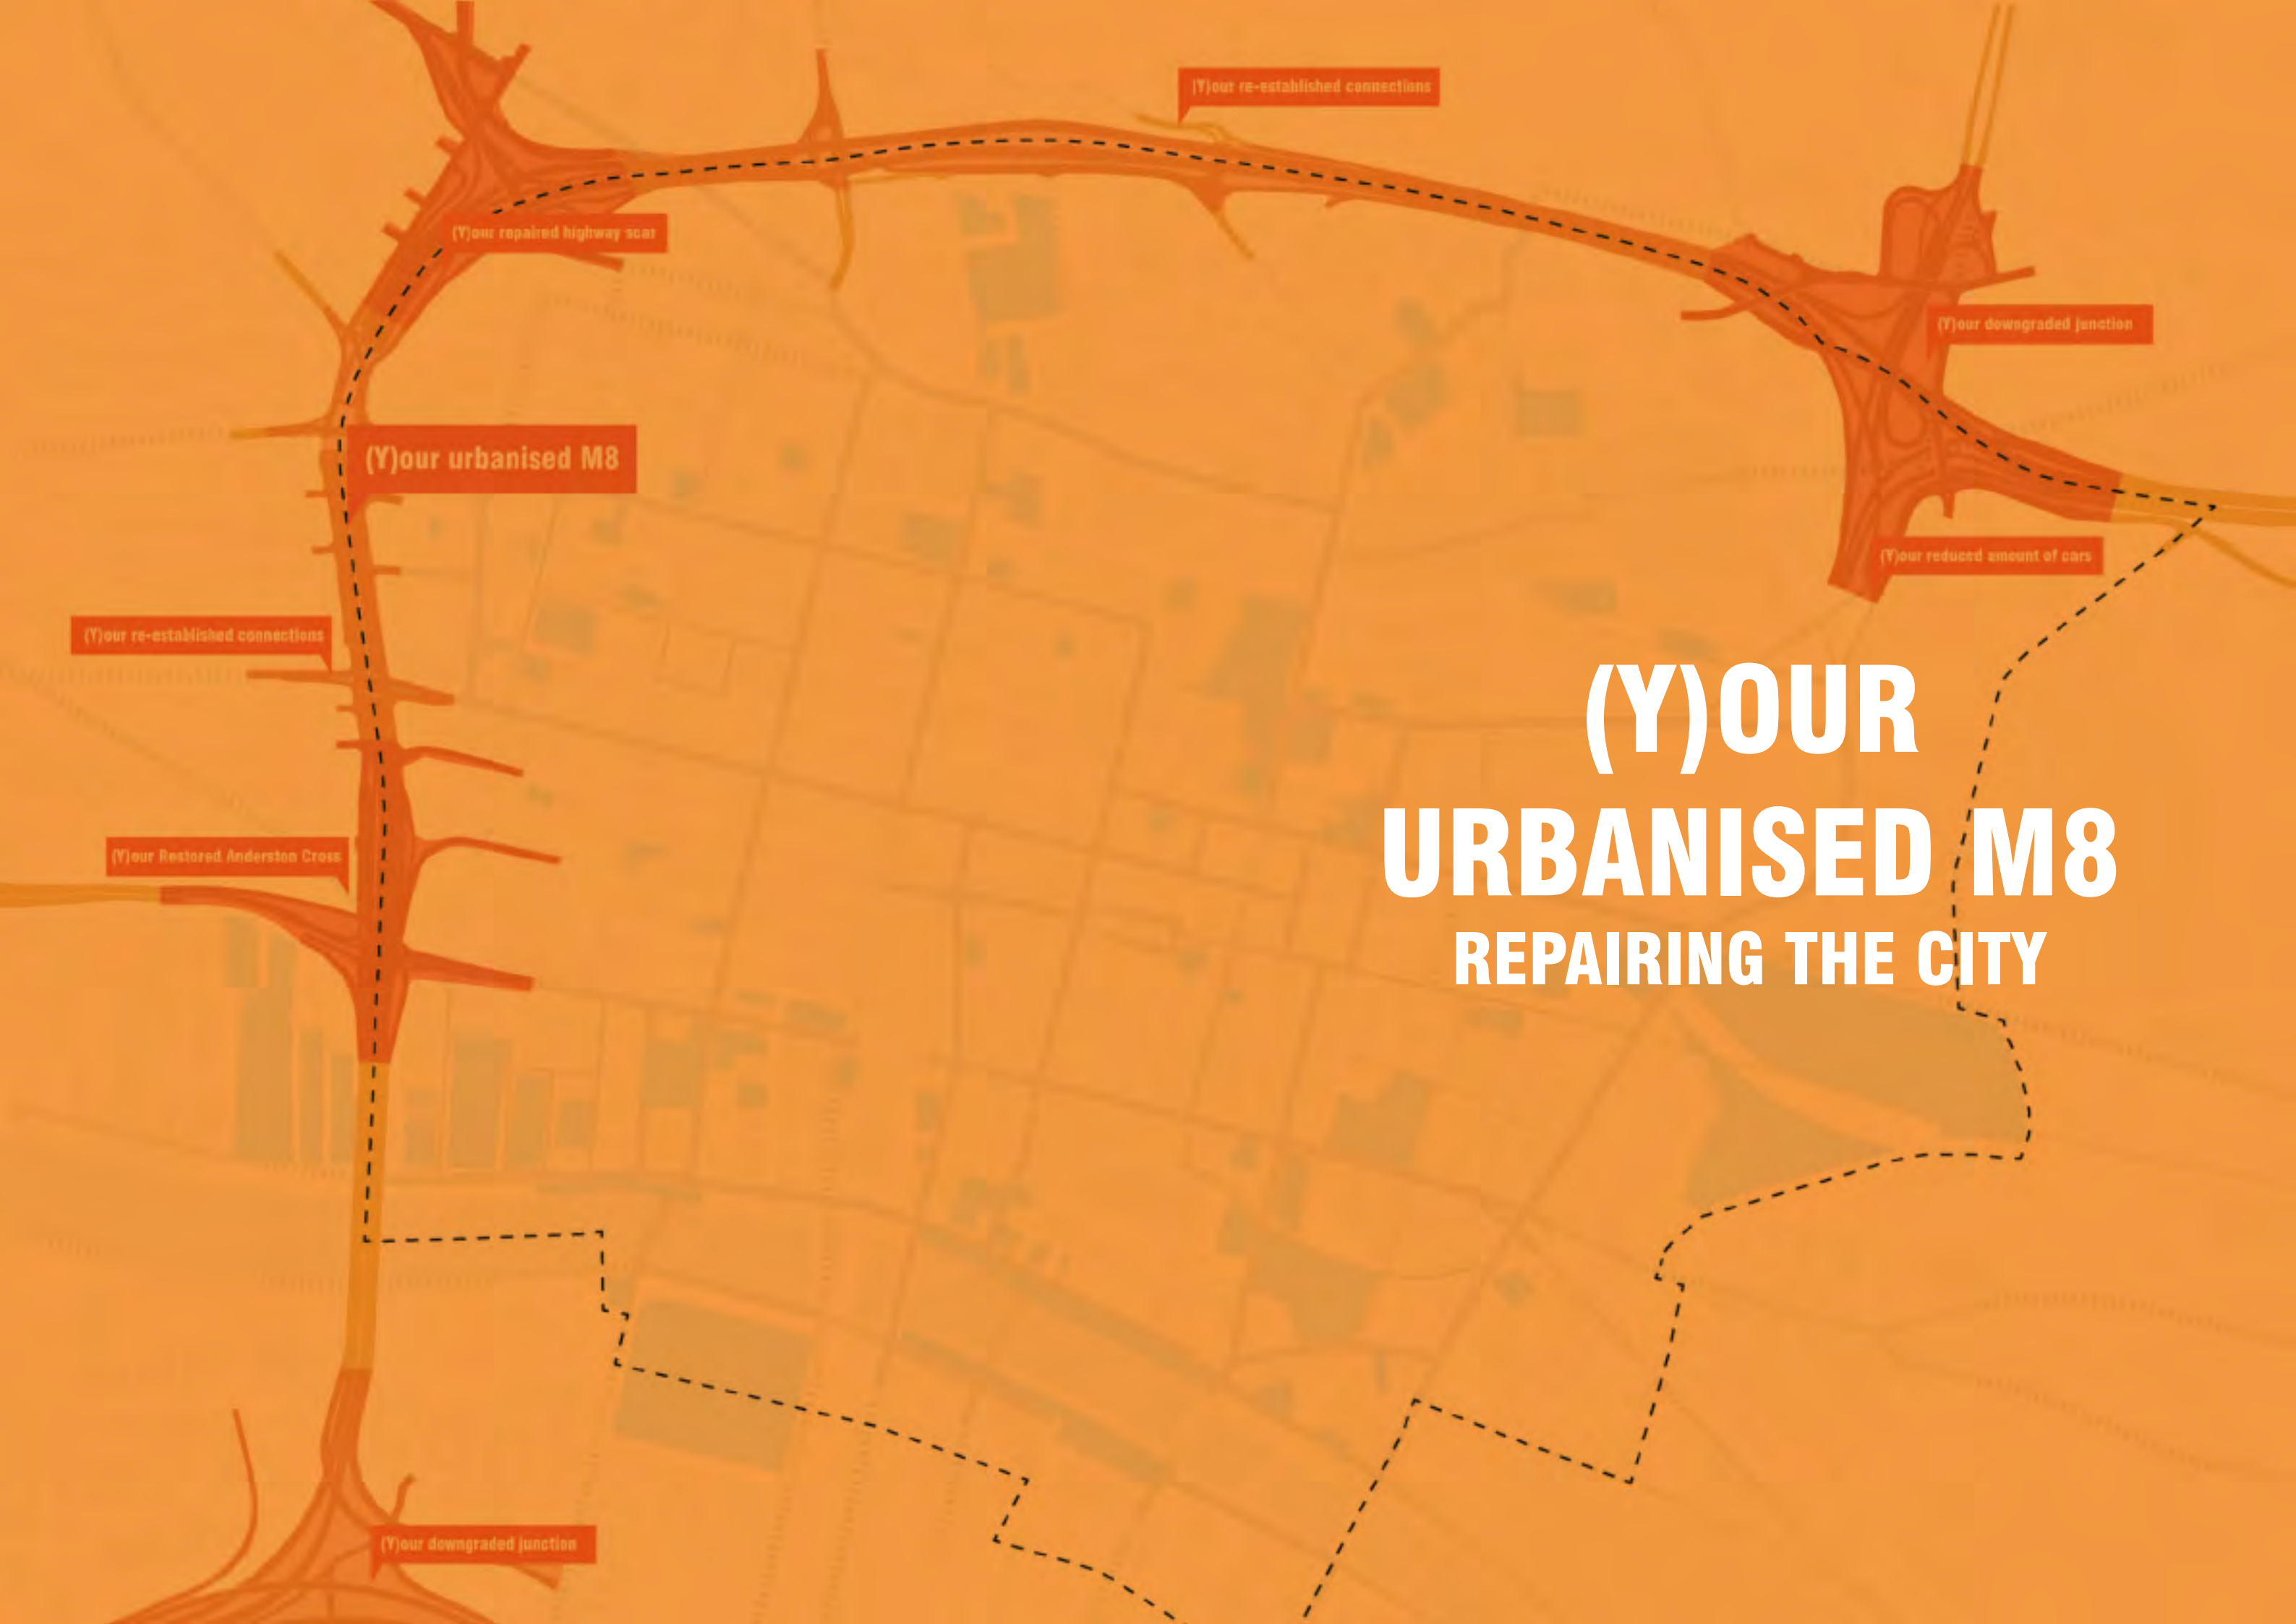 (Y)our re-established connections
(Y)our repaired highway scar
(Y)our downgraded junction
(Y)our urbanised M8
(Y)our reduced amount of cars
(Y)our re-established connections
(Y)OUR
URBANISED M8
REPAIRING THE CITY
(Y)our Restored Anderston Cross
(Y)our downgraded junction